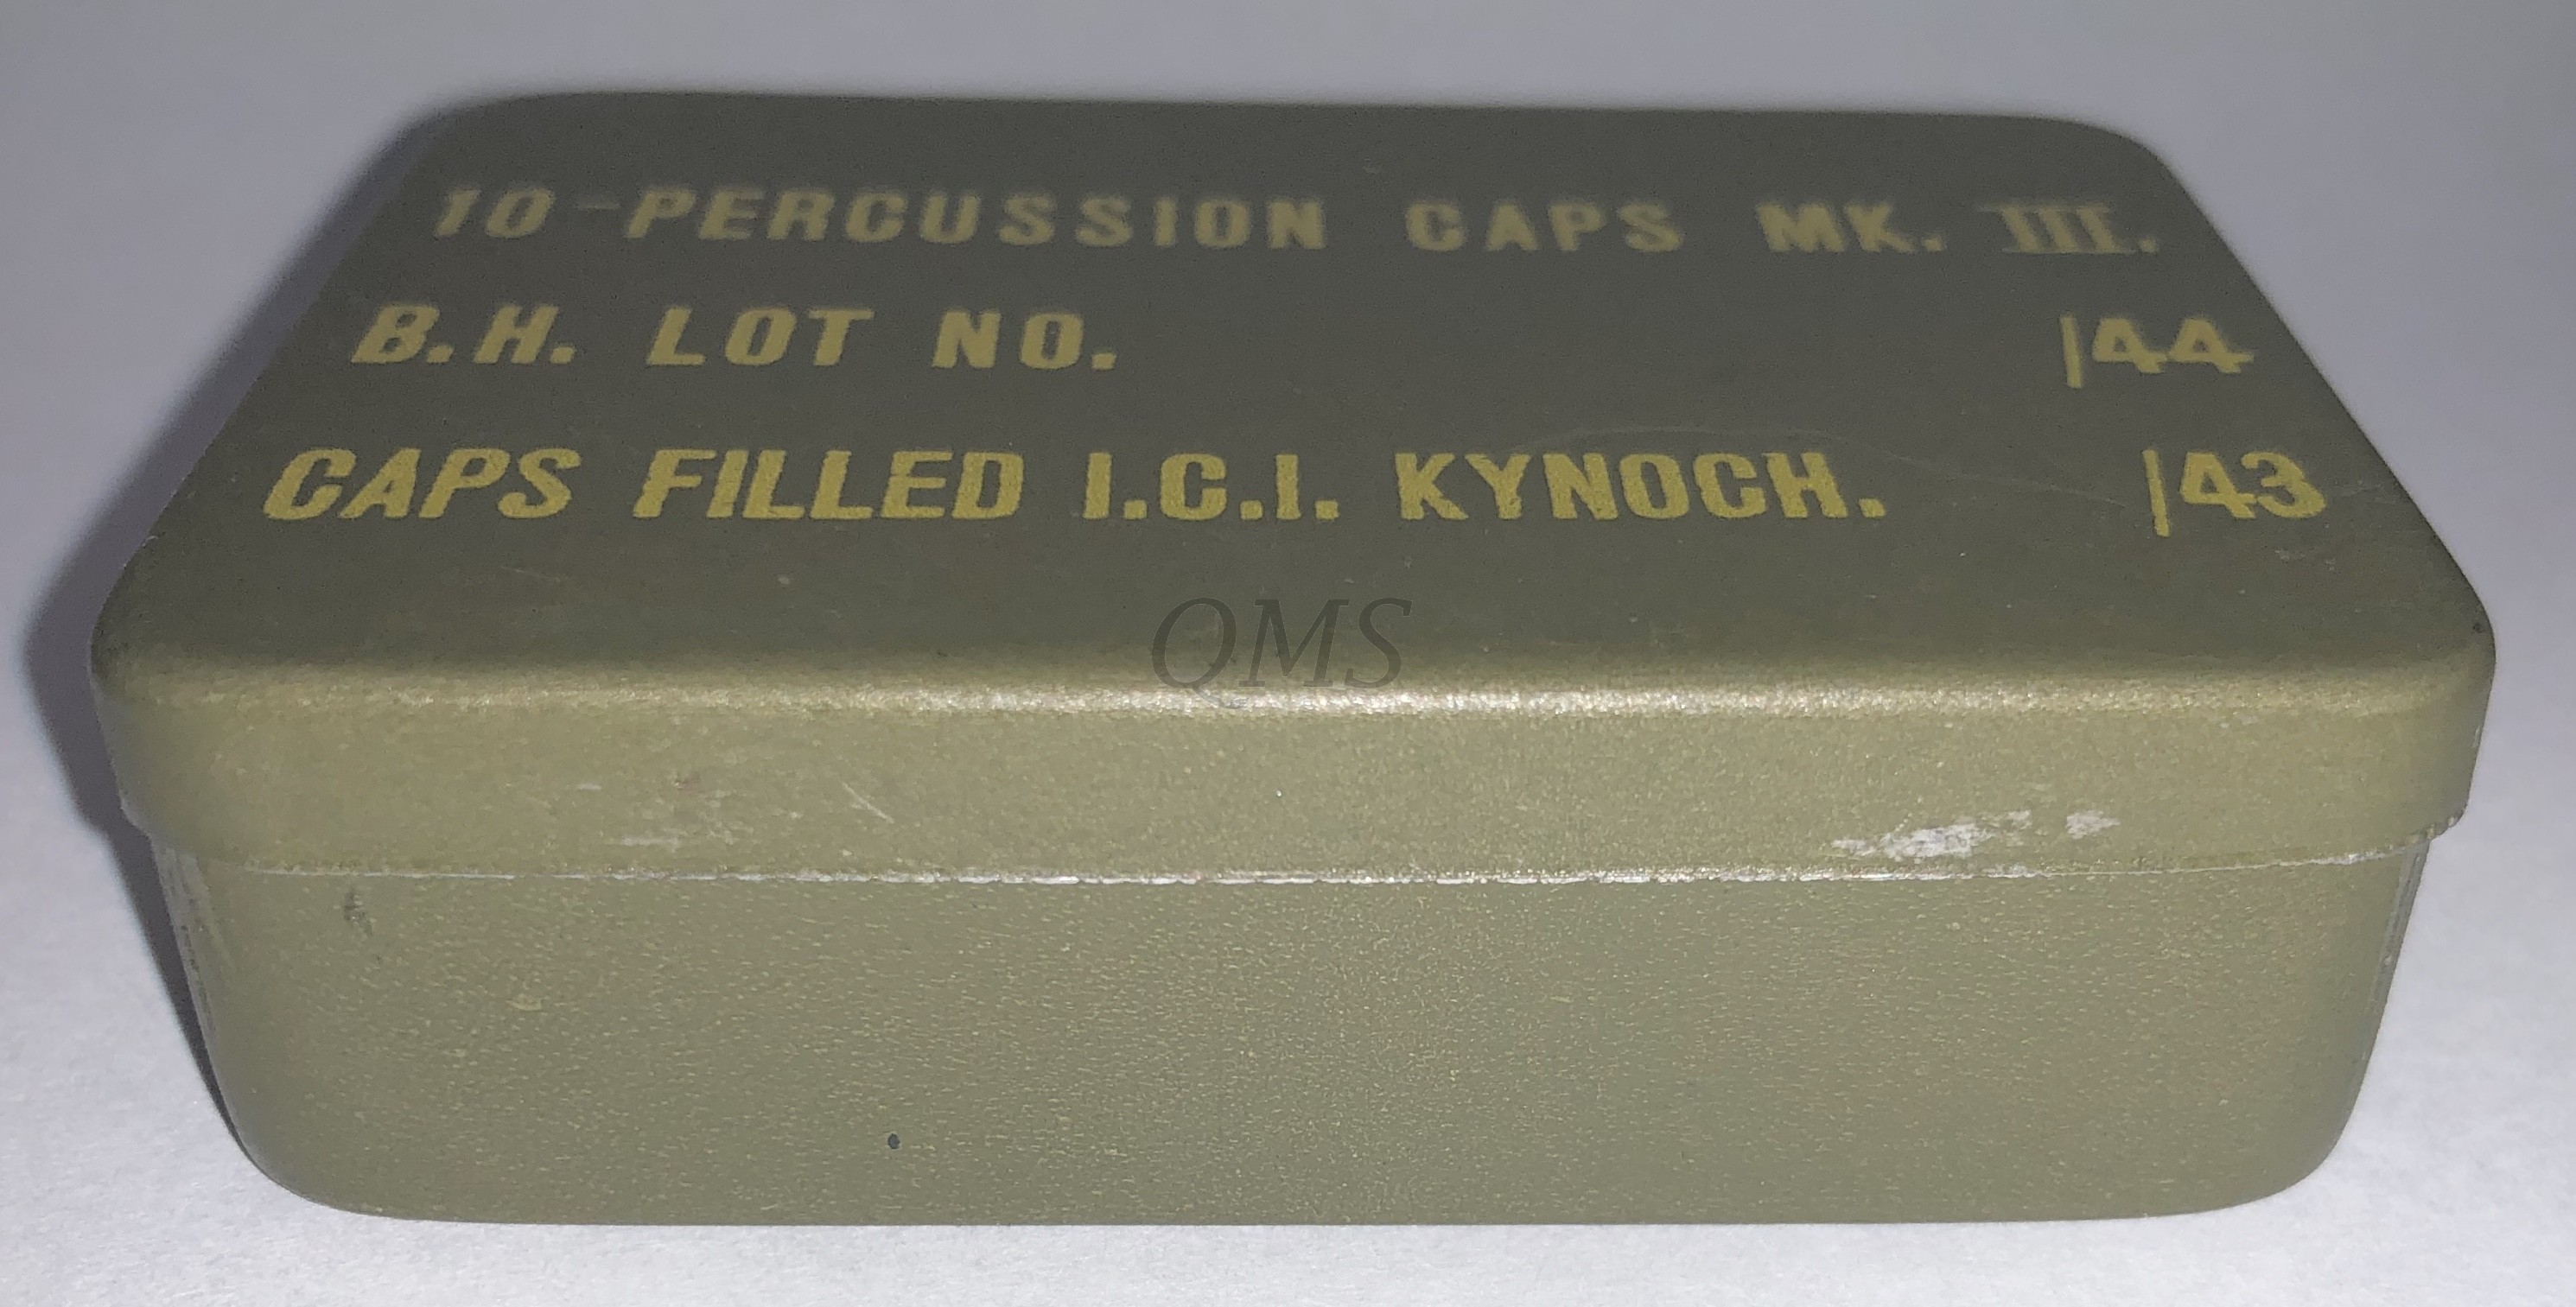 10-PERCUSSION CAPS MK. III.
B.H. LOT NO. /44
CAPS FILLED I.C.I. KYNOCH. /43
QMS